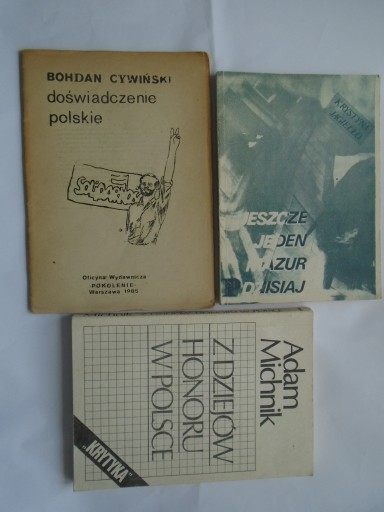 BOHDAN CYWIŃSKI
doświadczenie
polskie
Solidarność
Oficyna Wydawnicza
POKOLENIE
Warszawa 1985
JESZCZE
JEDEN
MAZUR
DZISIAJ
Adam
Michnik
Z DZIEJÓW
HONORU
W POLSCE
"KRYTYKA"